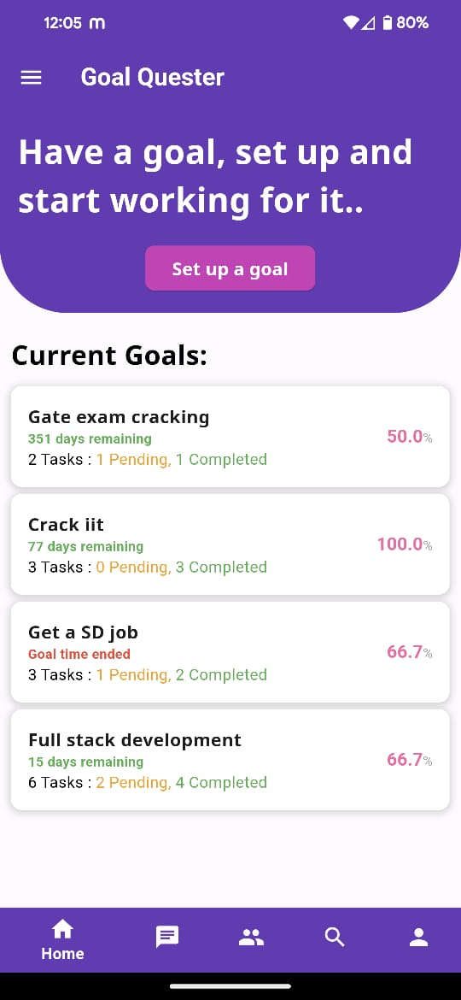 12:05 m 80%
Goal Quester
Have a goal, set up and
start working for it..
Set up a goal
Current Goals:
Gate exam cracking
351 days remaining
50.0%
2 Tasks : 1 Pending, 1 Completed
Crack iit
77 days remaining
100.0%
3 Tasks : 0 Pending, 3 Completed
Get a SD job
Goal time ended
66.7%
3 Tasks : 1 Pending, 2 Completed
Full stack development
15 days remaining
66.7%
6 Tasks : 2 Pending, 4 Completed
Home